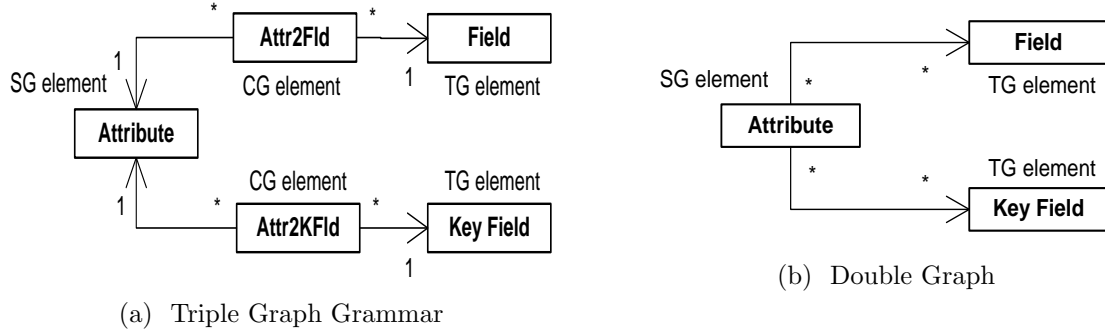 * *
Attr2Fld Field
1 1
SG element CG element TG element
Attribute
CG element TG element
1 * *
Attr2KFld Key Field
1
(a) Triple Graph Grammar
Field
* TG element
SG element *
Attribute
* * TG element
Key Field
(b) Double Graph